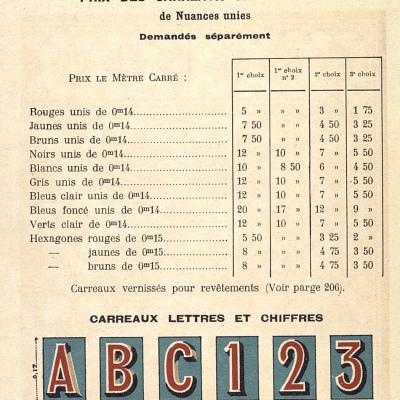 de Nuances unies
Demandés séparément
PRIX LE MÈTRE CARRÉ : 1er choix 1er choix n° 2 2e choix 3e choix
Rouges unis de 0m14 5 » » » 3 » 1 75
Jaunes unis de 0m14 7 50 » » 4 50 3 25
Bruns unis de 0m14 7 50 » » 4 50 3 25
Noirs unis de 0m14 12 » 10 » 7 » 5 50
Blancs unis de 0m14 10 » 8 50 6 » 4 50
Gris unis de 0m14 12 » 10 » 7 » 5 50
Bleus clair unis de 0m14 12 » 10 » 7 » 5 50
Bleus foncé unis de 0m14 20 » 17 » 12 » 9 »
Verts clair de 0m14 12 » 10 » 7 » 5 50
Hexagones rouges de 0m15 5 50 3 25 2 »
— jaunes de 0m15 8 » 4 75 3 50
— bruns de 0m15 8 » 4 75 3 50
Carreaux vernissés pour revêtements (Voir parge 206).
CARREAUX LETTRES ET CHIFFRES
0,12 A B C 1 2 3